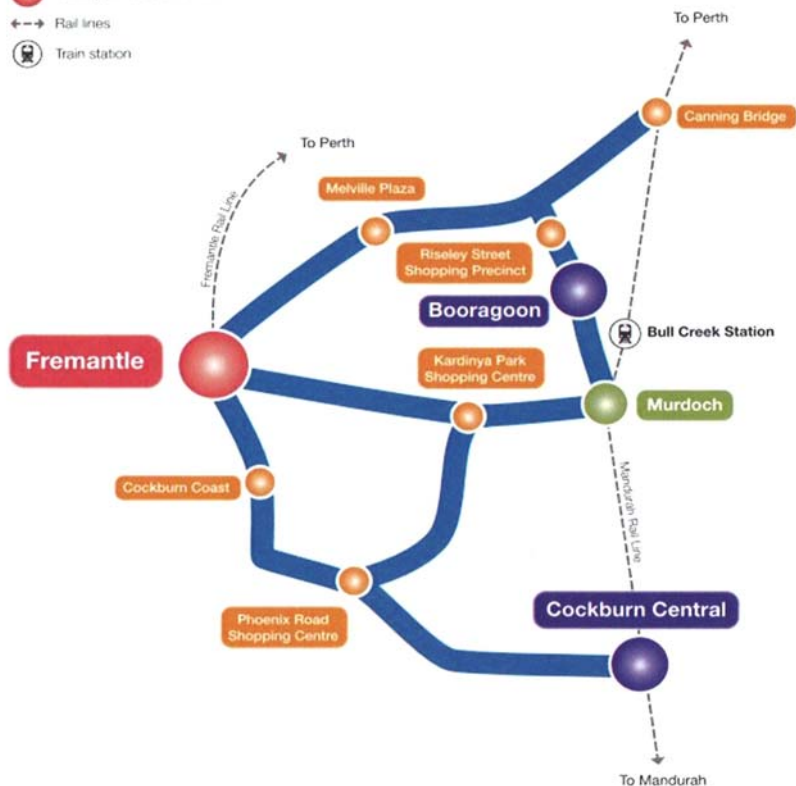 Rail lines
Train station
To Perth
Canning Bridge
To Perth
Fremantle Rail Line
Melville Plaza
Riseley Street
Shopping Precinct
Booragoon
Bull Creek Station
Fremantle
Kardinya Park
Shopping Centre
Murdoch
Mandurah Rail Line
Cockburn Coast
Phoenix Road
Shopping Centre
Cockburn Central
To Mandurah